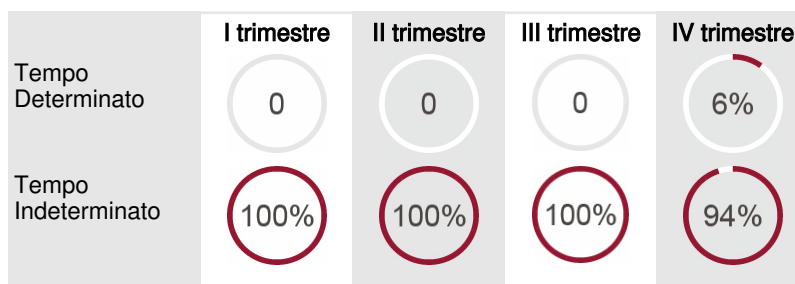 I trimestre II trimestre III trimestre IV trimestre
Tempo
Determinato
0 0 0 6%
Tempo
Indeterminato
100% 100% 100% 94%